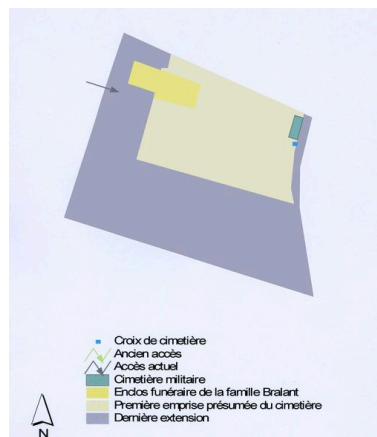 Croix de cimetière
Ancien accès
Accès actuel
Cimetière militaire
Enclos funéraire de la famille Bralant
Première emprise présumée du cimetière
Dernière extension
N